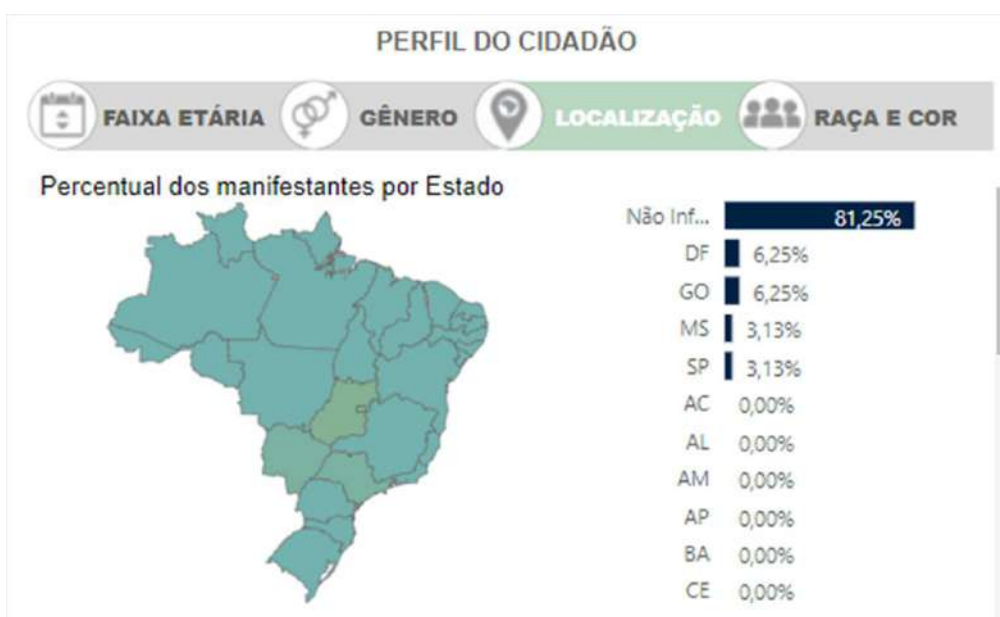 PERFIL DO CIDADÃO
FAIXA ETÁRIA GÊNERO LOCALIZAÇÃO RAÇA E COR
Percentual dos manifestantes por Estado
Não Inf... 81,25%
DF 6,25%
GO 6,25%
MS 3,13%
SP 3,13%
AC 0,00%
AL 0,00%
AM 0,00%
AP 0,00%
BA 0,00%
CE 0,00%